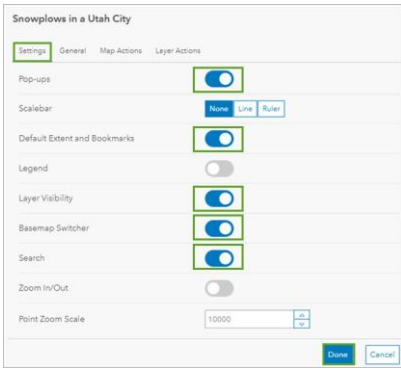 Snowplows in a Utah City
Settings General Map Actions Layer Actions
Pop-ups
Scalebar None Line Ruler
Default Extent and Bookmarks
Legend
Layer Visibility
Basemap Switcher
Search
Zoom In/Out
Point Zoom Scale 10000
Done Cancel